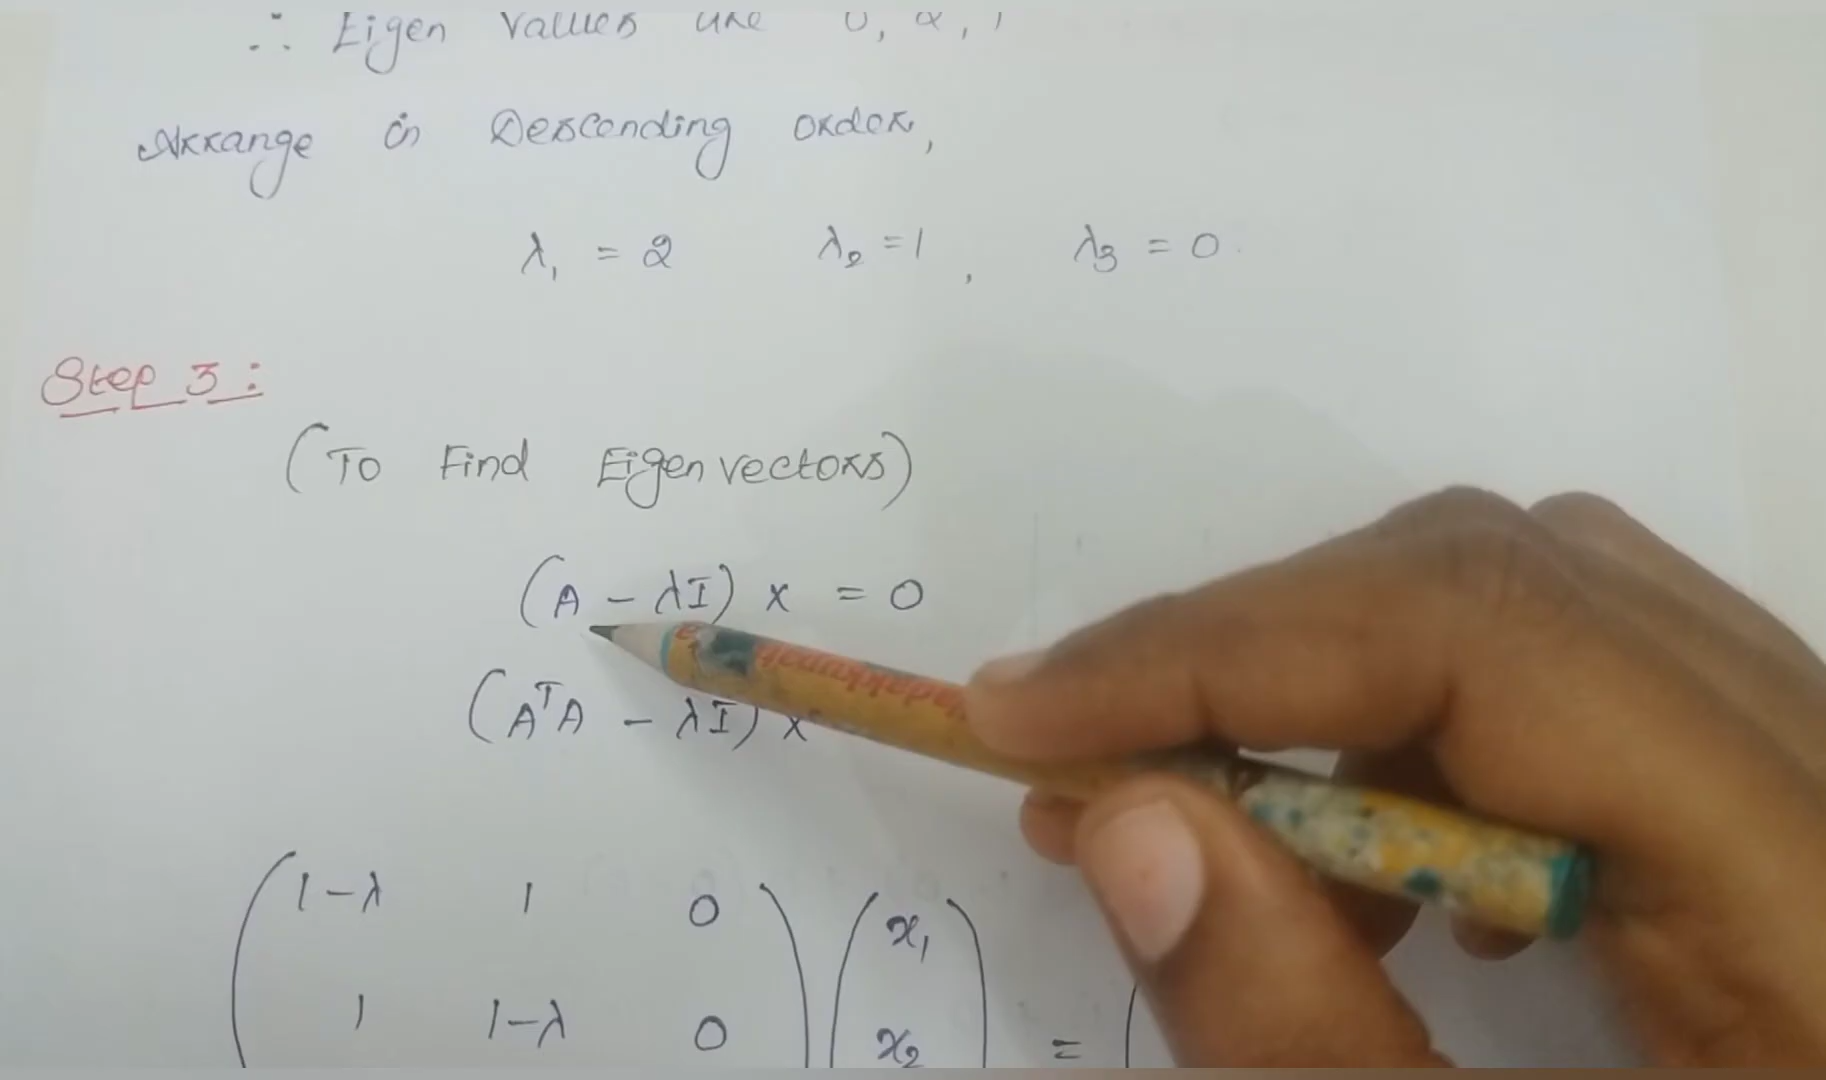 ∴ Eigen Values are 0, 2, 1
Arrange in Descending order,
λ₁ = 2 λ₂ = 1 , λ₃ = 0.
Step 3 :
(To Find Eigen vectors)
(A - λI) x = 0
(AᵀA - λI) x
1-λ 1 0 x₁
1 1-λ 0 x₂ =